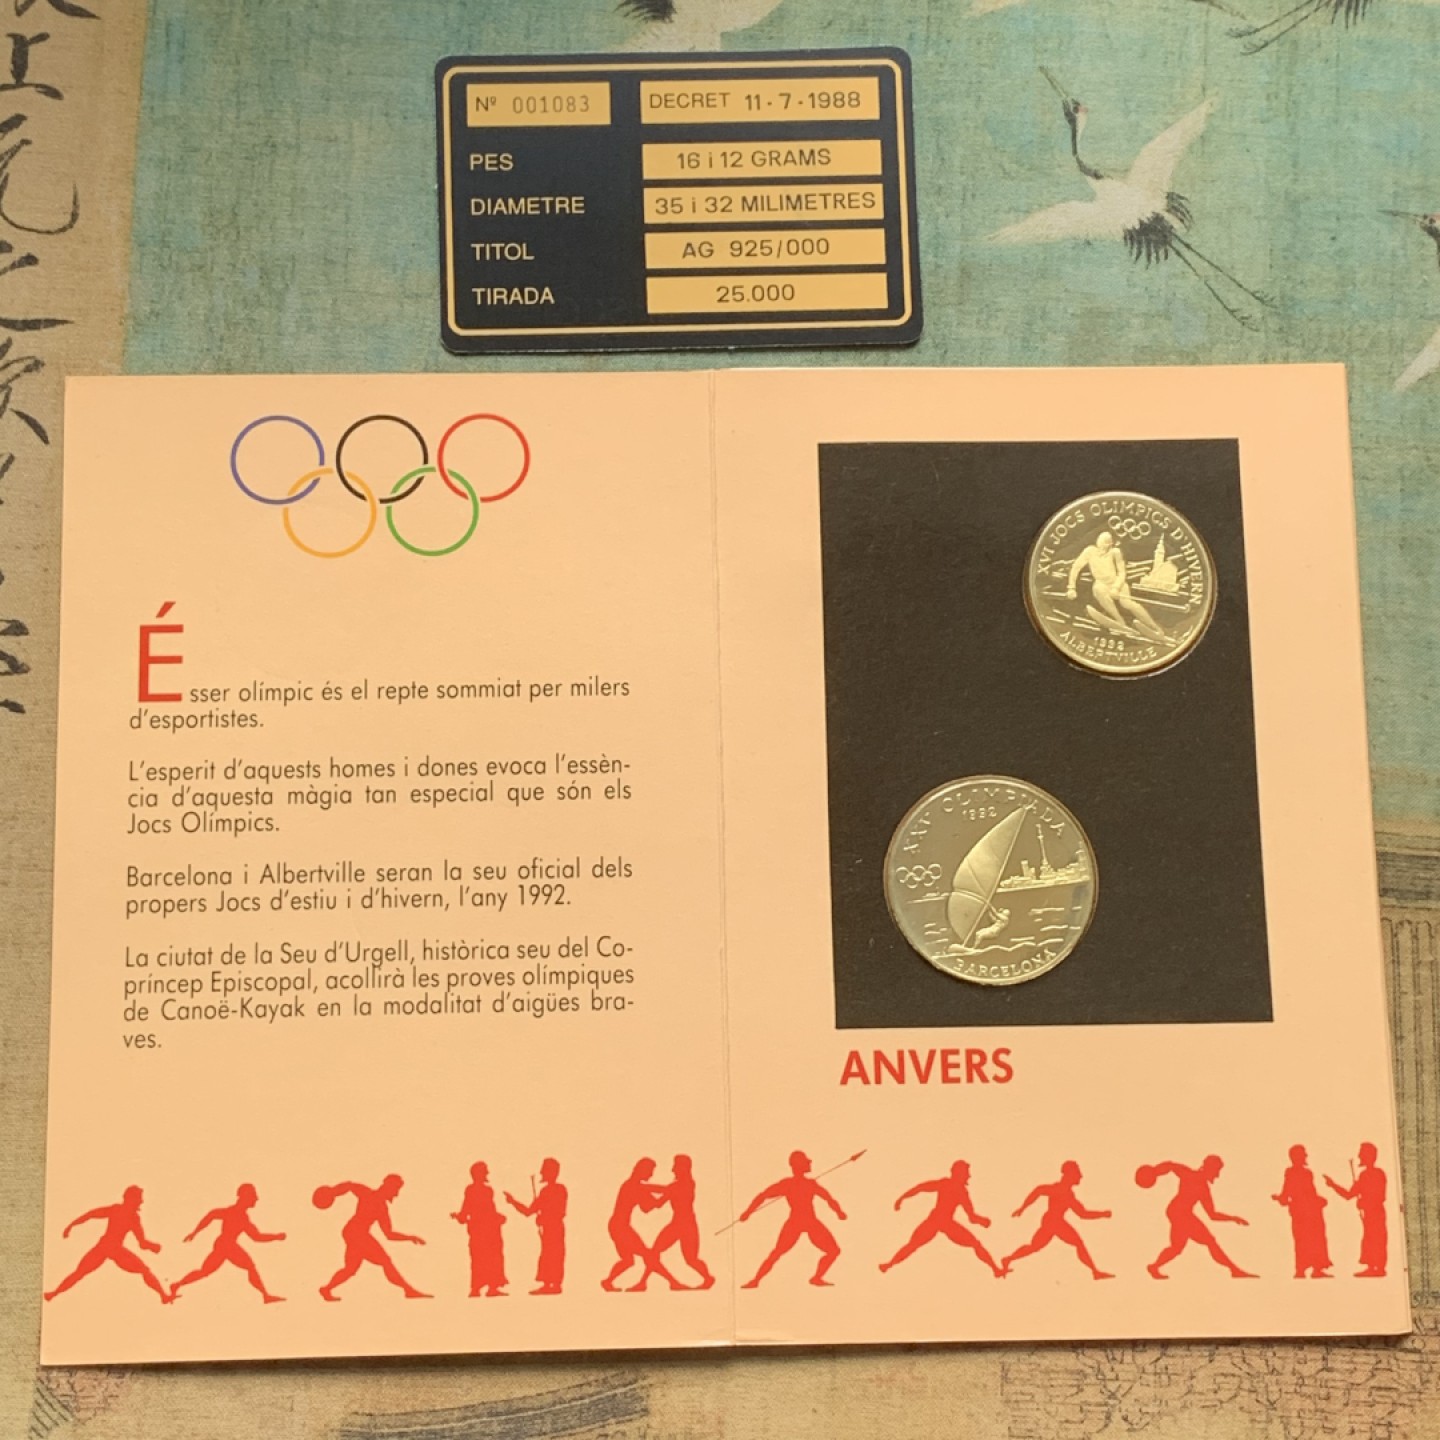 Nº 001083
DECRET 11·7·1988
PES 16 i 12 GRAMS
DIAMETRE 35 i 32 MILIMETRES
TITOL AG 925/000
TIRADA 25.000
Ésser olímpic és el repte sommiat per milers
d'esportistes.
L'esperit d'aquests homes i dones evoca l'essèn-
cia d'aquesta màgia tan especial que són els
Jocs Olímpics.
Barcelona i Albertville seran la seu oficial dels
propers Jocs d'estiu i d'hivern, l'any 1992.
La ciutat de la Seu d'Urgell, històrica seu del Co-
príncep Episcopal, acollirà les proves olímpiques
de Canoë-Kayak en la modalitat d'aigües bra-
ves.
XVI JOCS OLIMPICS D'HIVERN
1992
ALBERTVILLE
XXV OLIMPIADA
1992
BARCELONA
ANVERS